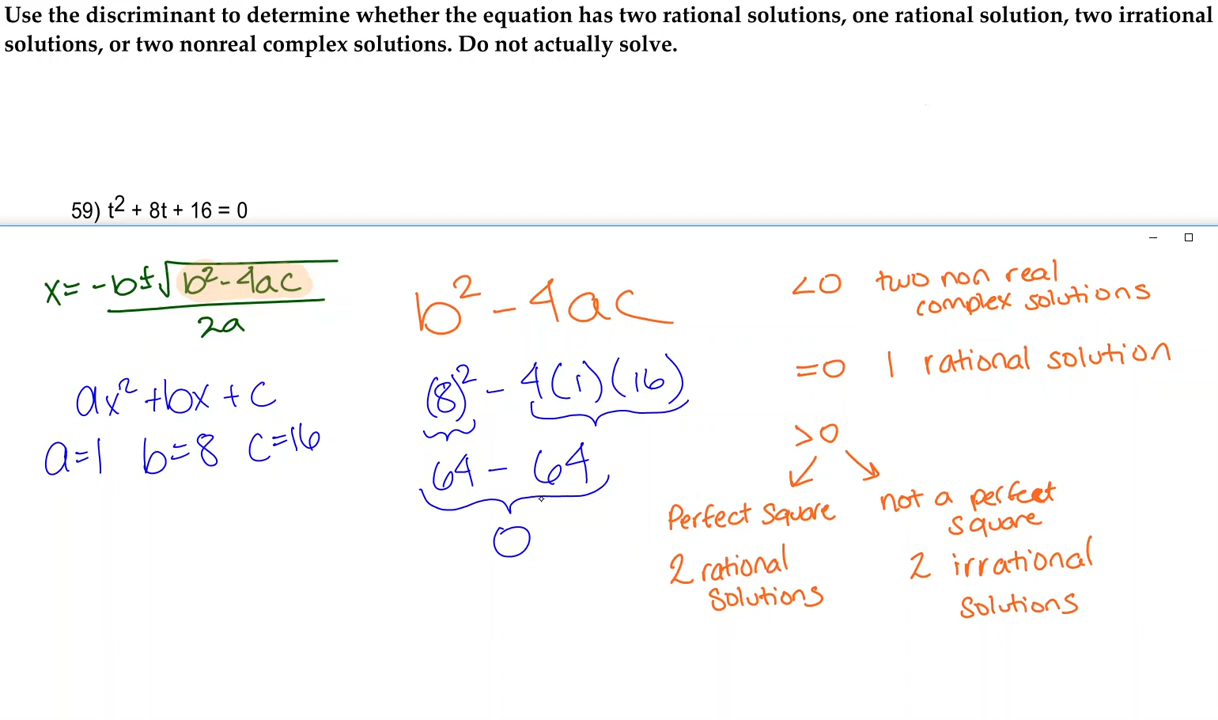 Use the discriminant to determine whether the equation has two rational solutions, one rational solution, two irrational
solutions, or two nonreal complex solutions. Do not actually solve.
59) t² + 8t + 16 = 0
x = -b ± √b² - 4ac
2a
ax² + bx + c
a=1 b=8 c=16
b² - 4ac
(8)² - 4(1)(16)
64 - 64
0
<0 two non real
complex solutions
=0 1 rational solution
>0
Perfect Square
2 rational
solutions
not a perfect
square
2 irrational
solutions